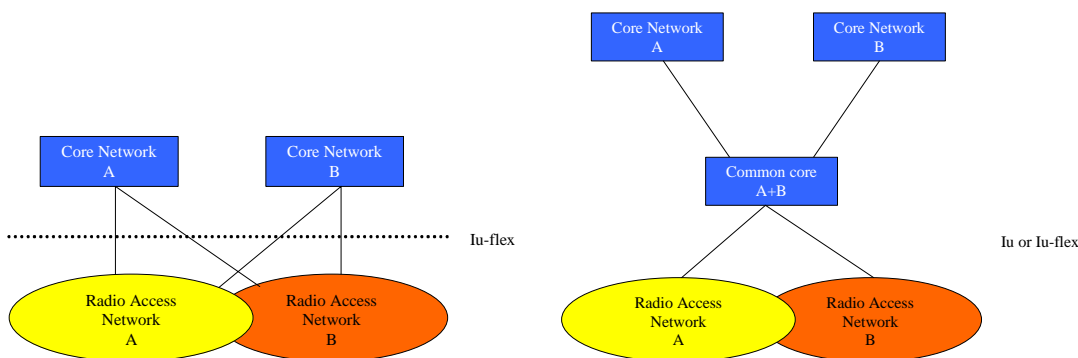 Core Network
A
Core Network
B
Iu-flex
Radio Access
Network
A
Radio Access
Network
B
Core Network
A
Core Network
B
Common core
A+B
Iu or Iu-flex
Radio Access
Network
A
Radio Access
Network
B